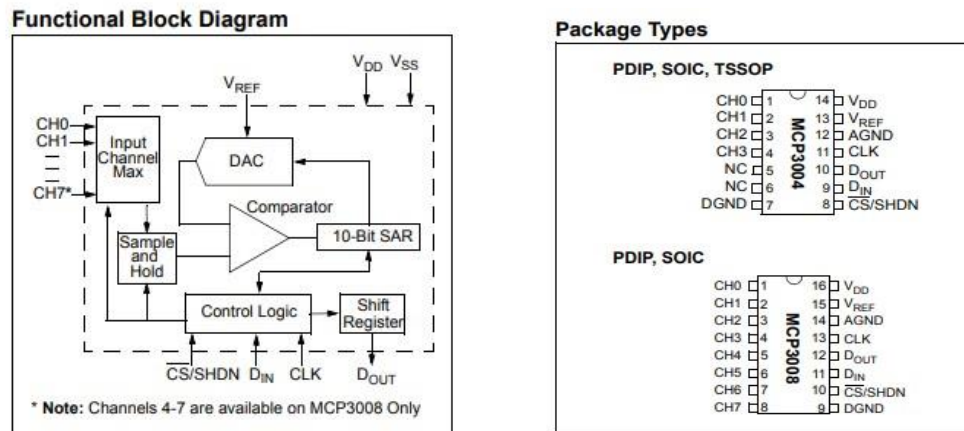 Functional Block Diagram
VDD VSS
VREF
CH0
CH1
CH7*
Input
Channel
Max
DAC
Comparator
Sample
and
Hold
10-Bit SAR
Control Logic
Shift
Register
CS/SHDN DIN CLK DOUT
* Note: Channels 4-7 are available on MCP3008 Only
Package Types
PDIP, SOIC, TSSOP
CH0 1 14 VDD
CH1 2 13 VREF
CH2 3 12 AGND
CH3 4 11 CLK
NC 5 10 DOUT
NC 6 9 DIN
DGND 7 8 CS/SHDN
MCP3004
PDIP, SOIC
CH0 1 16 VDD
CH1 2 15 VREF
CH2 3 14 AGND
CH3 4 13 CLK
CH4 5 12 DOUT
CH5 6 11 DIN
CH6 7 10 CS/SHDN
CH7 8 9 DGND
MCP3008